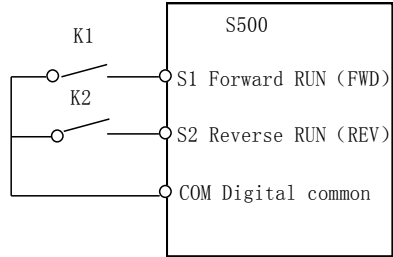 S500
K1
S1 Forward RUN（FWD）
K2
S2 Reverse RUN（REV）
COM Digital common